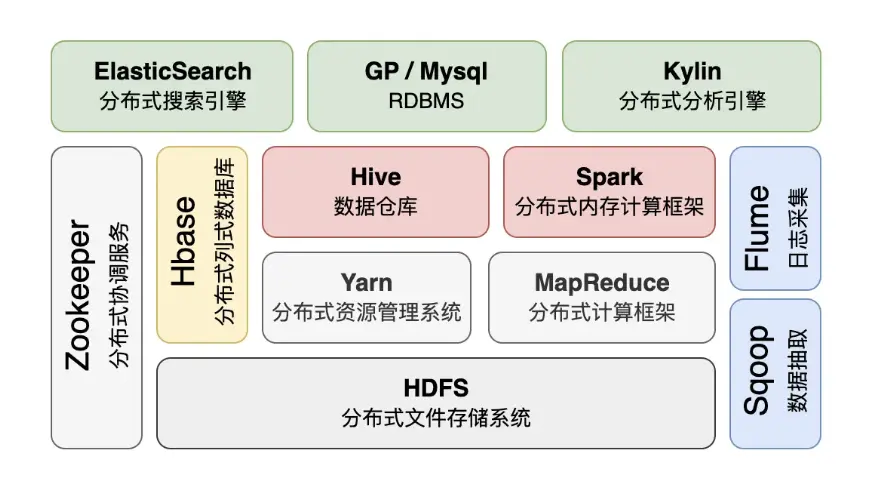 ElasticSearch
分布式搜索引擎
GP / Mysql
RDBMS
Kylin
分布式分析引擎
Zookeeper
分布式协调服务
Hbase
分布式列式数据库
Hive
数据仓库
Spark
分布式内存计算框架
Flume
日志采集
Yarn
分布式资源管理系统
MapReduce
分布式计算框架
Sqoop
数据抽取
HDFS
分布式文件存储系统